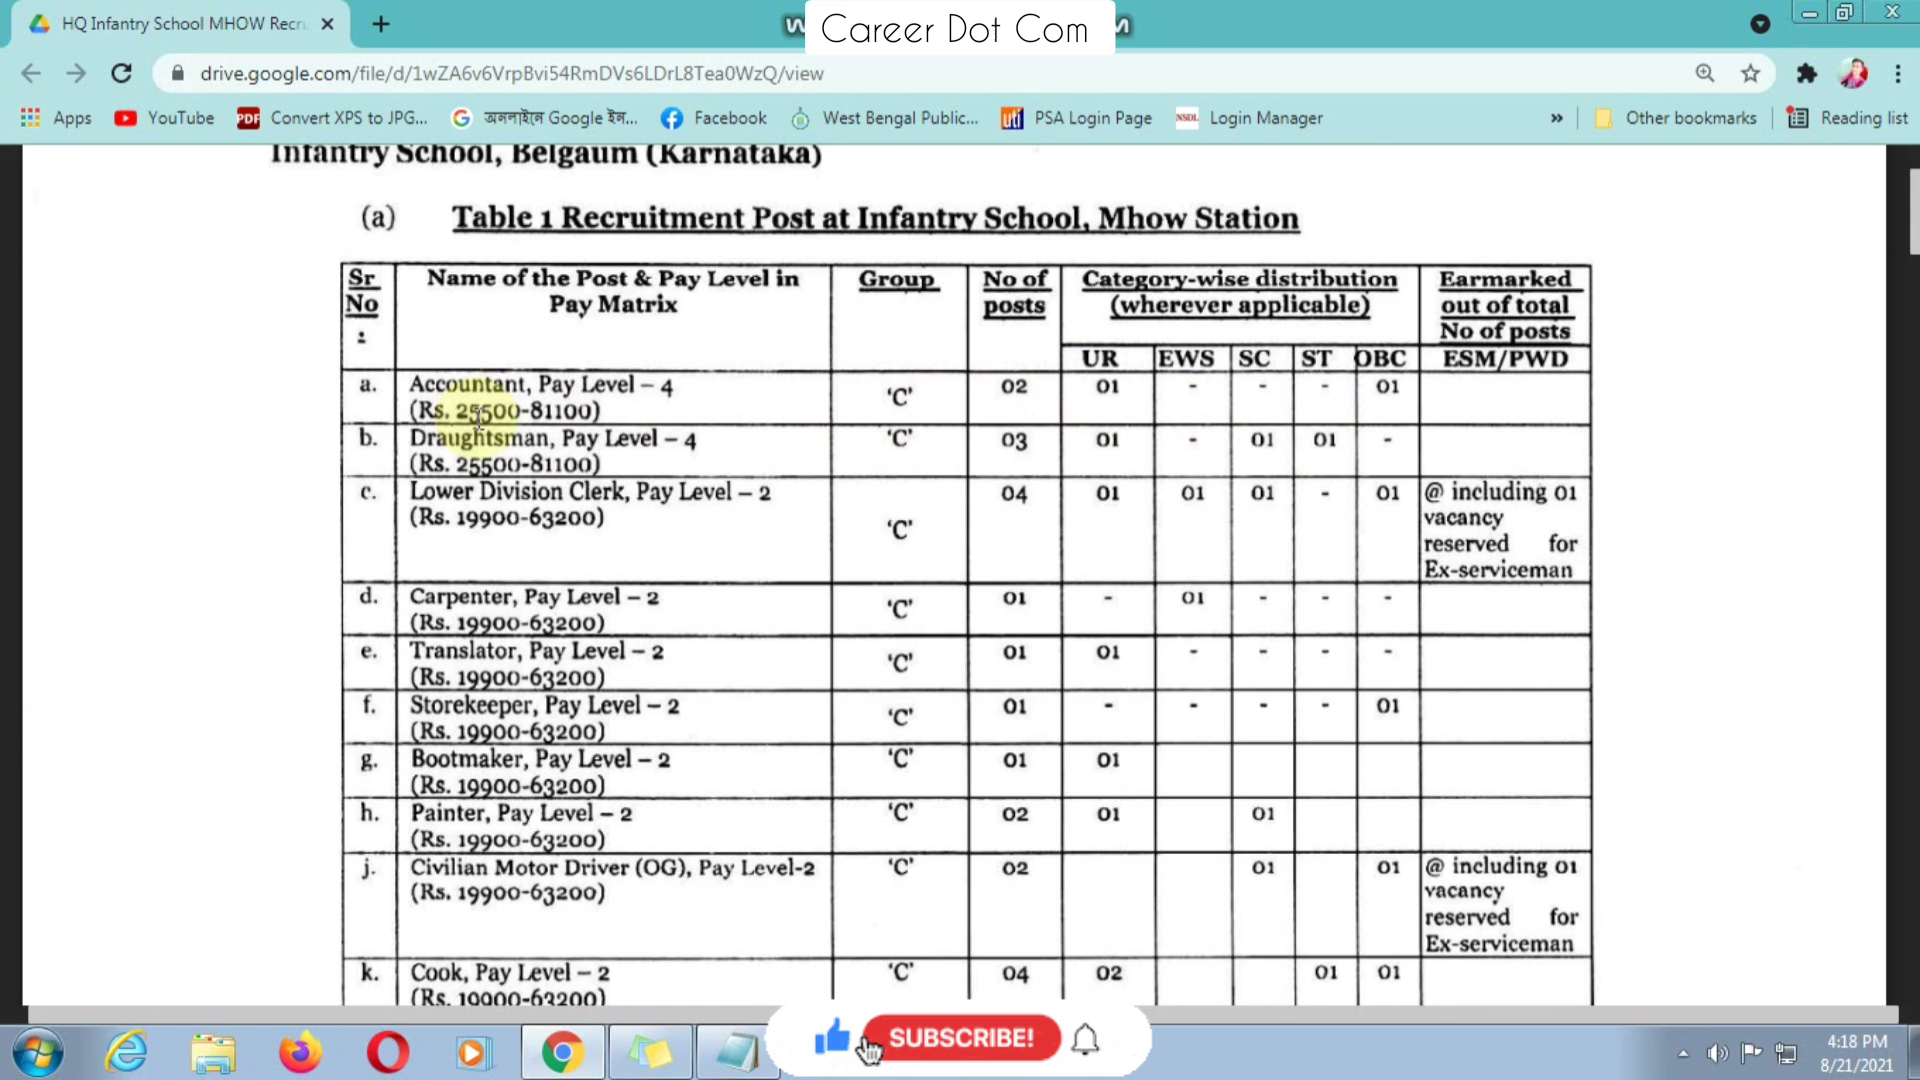 HQ Infantry School MHOW Recru
Career Dot Com
drive.google.com/file/d/1wZA6v6VrpBvi54RmDVs6LDrL8Tea0WzQ/view
Apps YouTube PDF Convert XPS to JPG... অনলাইনে Google ইন... Facebook West Bengal Public... uti PSA Login Page NSDL Login Manager » Other bookmarks Reading list
Infantry School, Belgaum (Karnataka)
(a) Table 1 Recruitment Post at Infantry School, Mhow Station
Sr No : Name of the Post & Pay Level in Pay Matrix Group No of posts Category-wise distribution (wherever applicable) Earmarked out of total No of posts
UR EWS SC ST OBC ESM/PWD
a. Accountant, Pay Level – 4 'C' 02 01 - - - 01
(Rs. 25500-81100)
b. Draughtsman, Pay Level – 4 'C' 03 01 - 01 01 -
(Rs. 25500-81100)
c. Lower Division Clerk, Pay Level – 2 'C' 04 01 01 01 - 01 @ including 01
(Rs. 19900-63200) vacancy
reserved for
Ex-serviceman
d. Carpenter, Pay Level – 2 'C' 01 - 01 - - -
(Rs. 19900-63200)
e. Translator, Pay Level – 2 'C' 01 01 - - - -
(Rs. 19900-63200)
f. Storekeeper, Pay Level – 2 'C' 01 - - - - 01
(Rs. 19900-63200)
g. Bootmaker, Pay Level – 2 'C' 01 01
(Rs. 19900-63200)
h. Painter, Pay Level – 2 'C' 02 01 01
(Rs. 19900-63200)
j. Civilian Motor Driver (OG), Pay Level-2 'C' 02 01 01 @ including 01
(Rs. 19900-63200) vacancy
reserved for
Ex-serviceman
k. Cook, Pay Level – 2 'C' 04 02 01 01
(Rs. 19900-63200)
SUBSCRIBE!
4:18 PM
8/21/2021